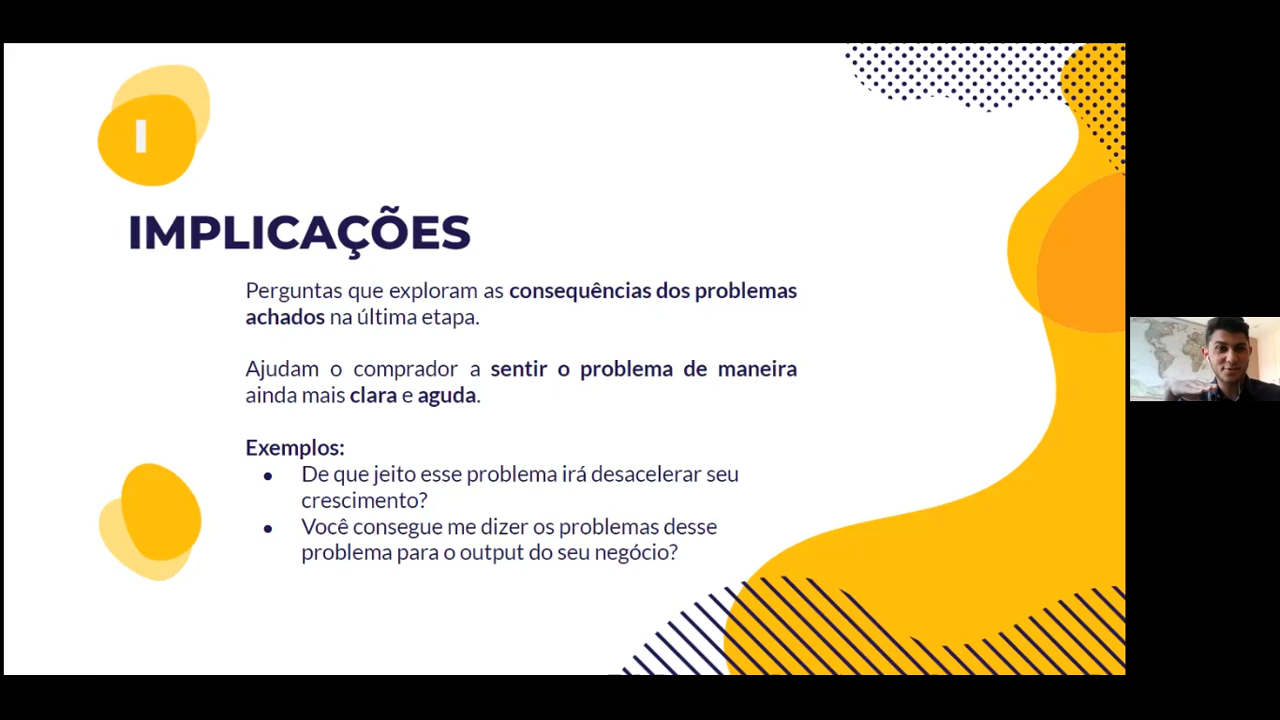 I
IMPLICAÇÕES
Perguntas que exploram as consequências dos problemas
achados na última etapa.
Ajudam o comprador a sentir o problema de maneira
ainda mais clara e aguda.
Exemplos:
● De que jeito esse problema irá desacelerar seu
crescimento?
● Você consegue me dizer os problemas desse
problema para o output do seu negócio?